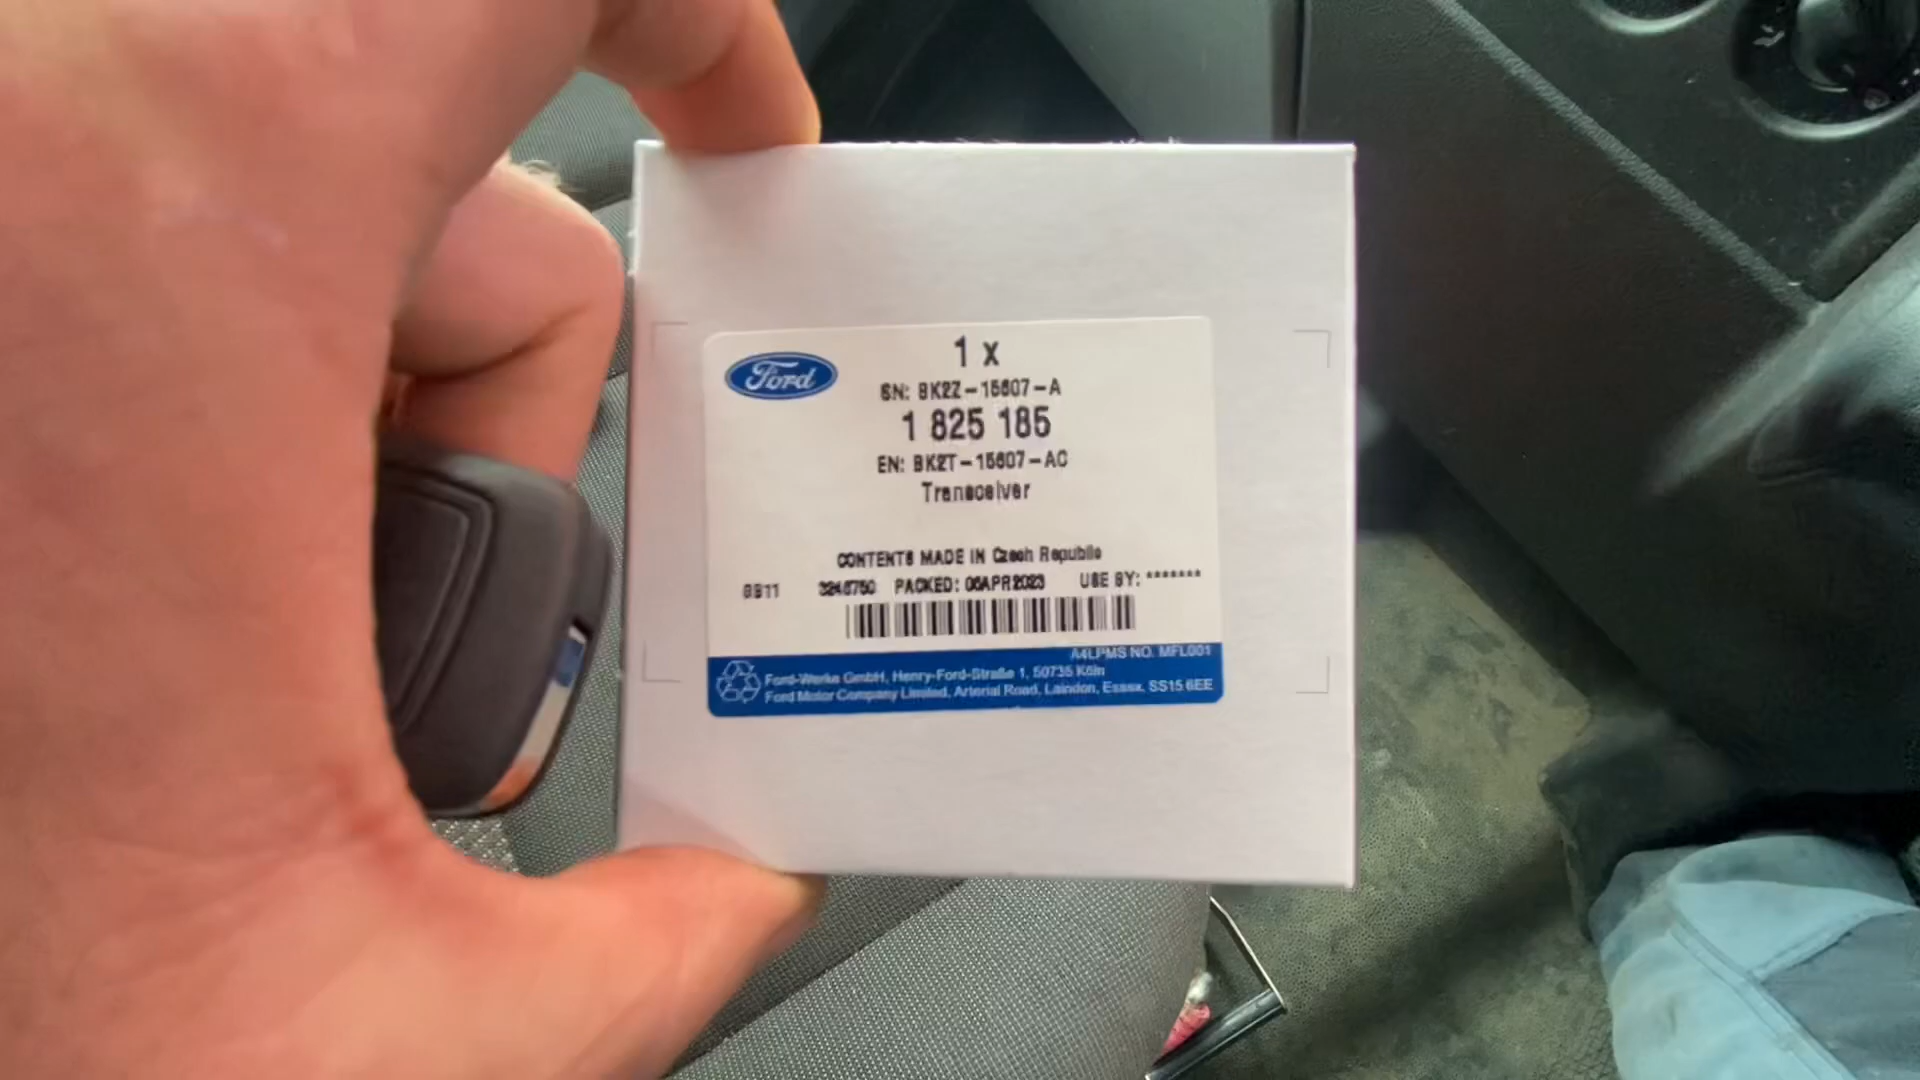 Ford
1 x
SN: BK2Z-15607-A
1 825 185
EN: BK2T-15607-AC
Transceiver
CONTENTS MADE IN Czech Republic
PACKED: 06APR2023 USE BY: *******
A4LPMS NO. MFL001
Ford-Werke GmbH, Henry-Ford-Straße 1, 50735 Köln
Ford Motor Company Limited, Arterial Road, Laindon, Essex. SS15 6EE